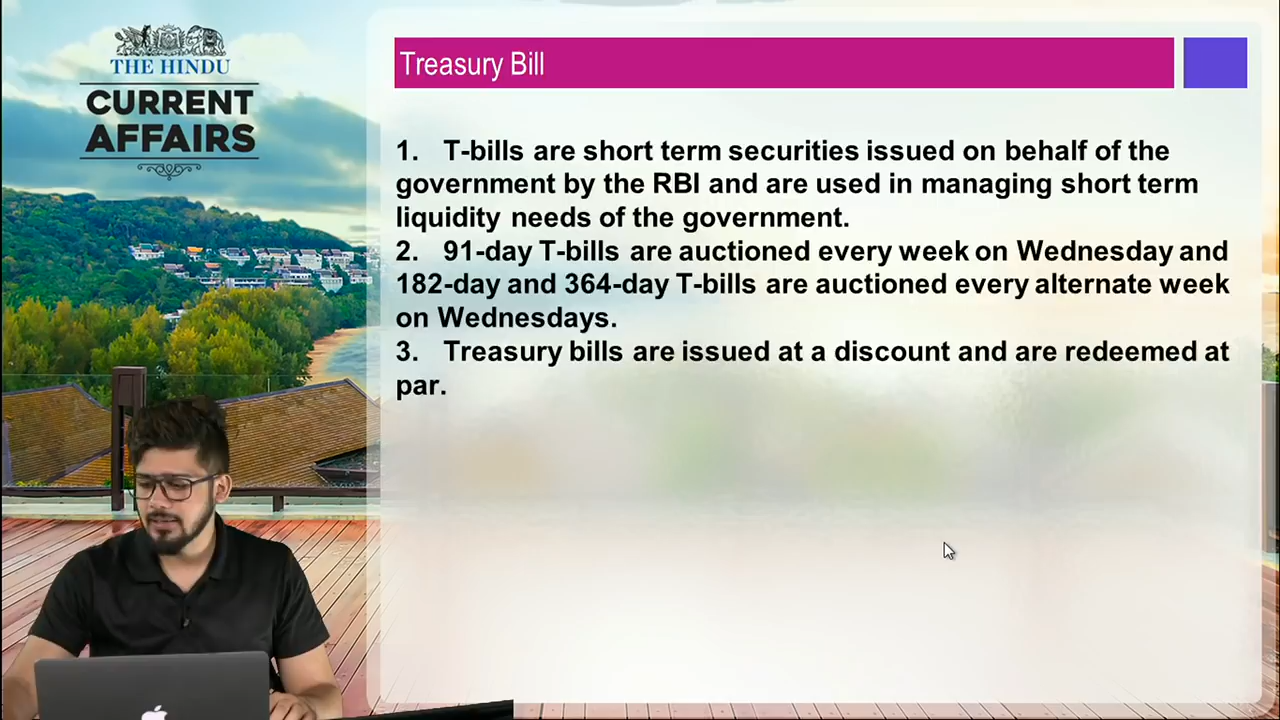 THE HINDU
CURRENT
AFFAIRS
Treasury Bill
1. T-bills are short term securities issued on behalf of the
government by the RBI and are used in managing short term
liquidity needs of the government.
2. 91-day T-bills are auctioned every week on Wednesday and
182-day and 364-day T-bills are auctioned every alternate week
on Wednesdays.
3. Treasury bills are issued at a discount and are redeemed at
par.